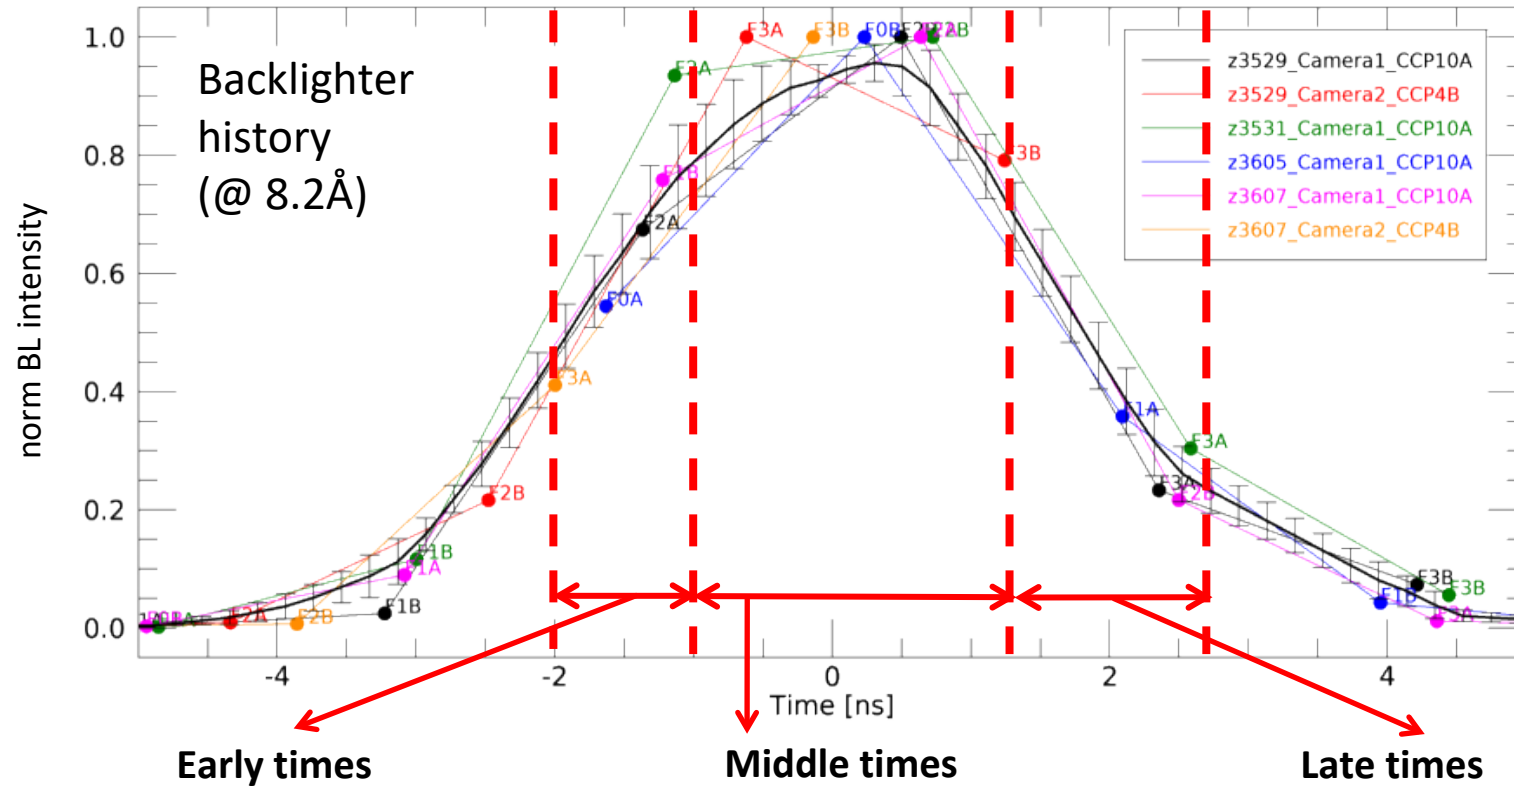 Backlighter
history
(@ 8.2Å)
norm BL intensity
1.0
0.8
0.6
0.4
0.2
0.0
z3529_Camera1_CCP10A
z3529_Camera2_CCP4B
z3531_Camera1_CCP10A
z3605_Camera1_CCP10A
z3607_Camera1_CCP10A
z3607_Camera2_CCP4B
F3A
F3B
F0B
F2B
F2A
F2A
F0A
F3A
F2B
F1B
F1A
F1B
F2A
F2B
F3B
F1A
F3A
F3A
F2B
F3B
F3B
F1B
F3A
-4
-2
0
2
4
Time [ns]
Early times
Middle times
Late times